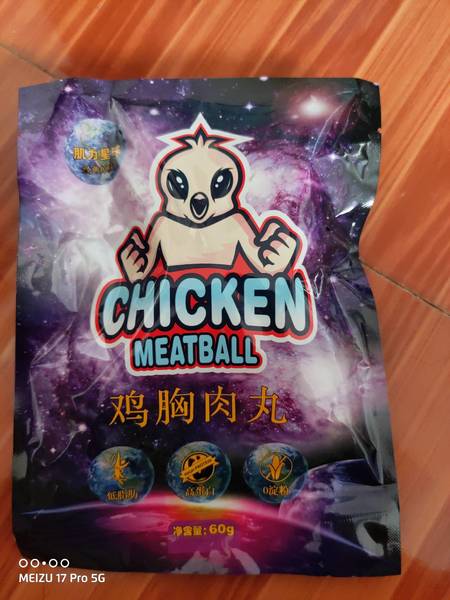 肌力星球
CHICKEN
MEATBALL
鸡胸肉丸
低脂肪
高蛋白
0淀粉
净含量:60g
MEIZU 17 Pro 5G